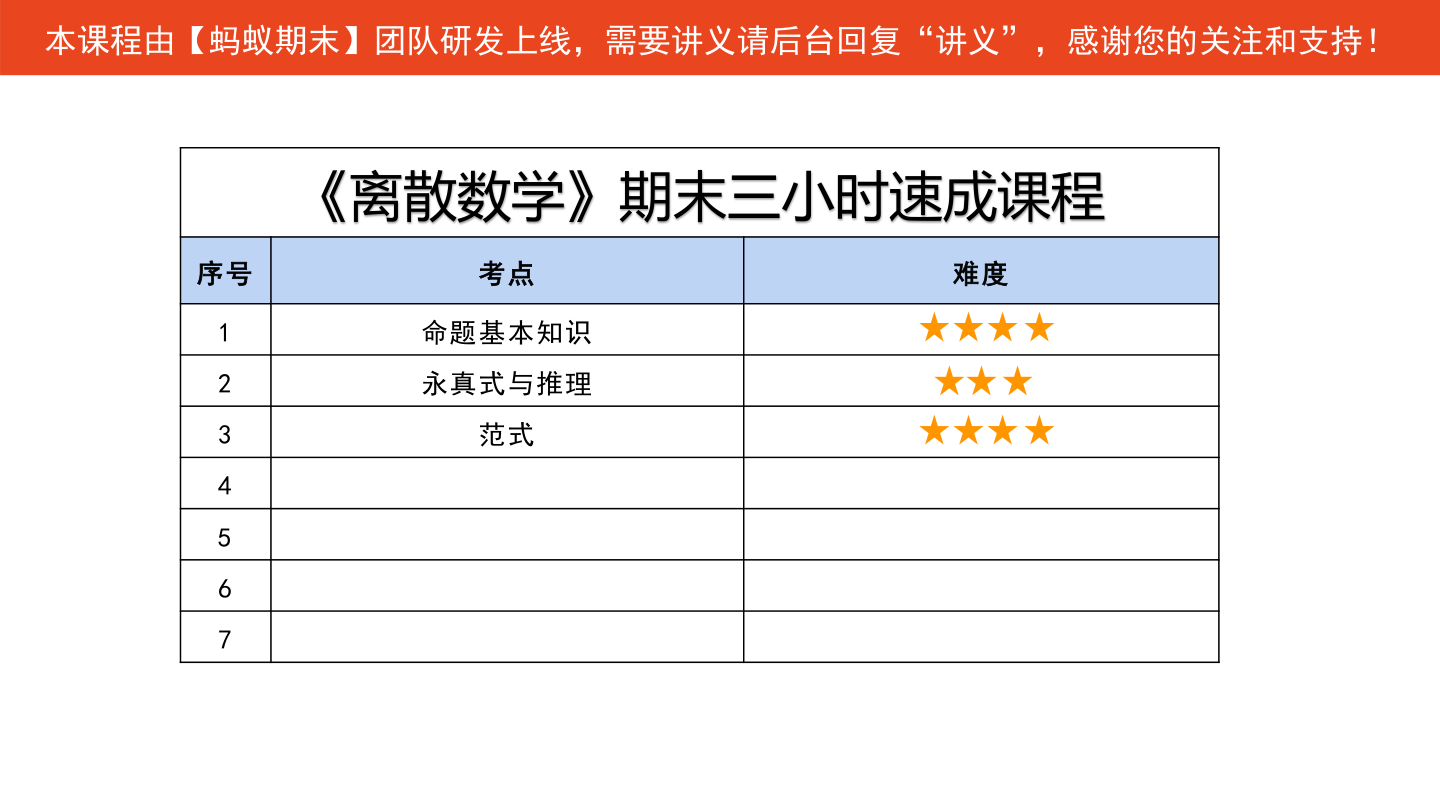 本课程由【蚂蚁期末】团队研发上线，需要讲义请后台回复“讲义”，感谢您的关注和支持！
《离散数学》期末三小时速成课程
序号 考点 难度
1 命题基本知识 ★★★★
2 永真式与推理 ★★★
3 范式 ★★★★
4
5
6
7